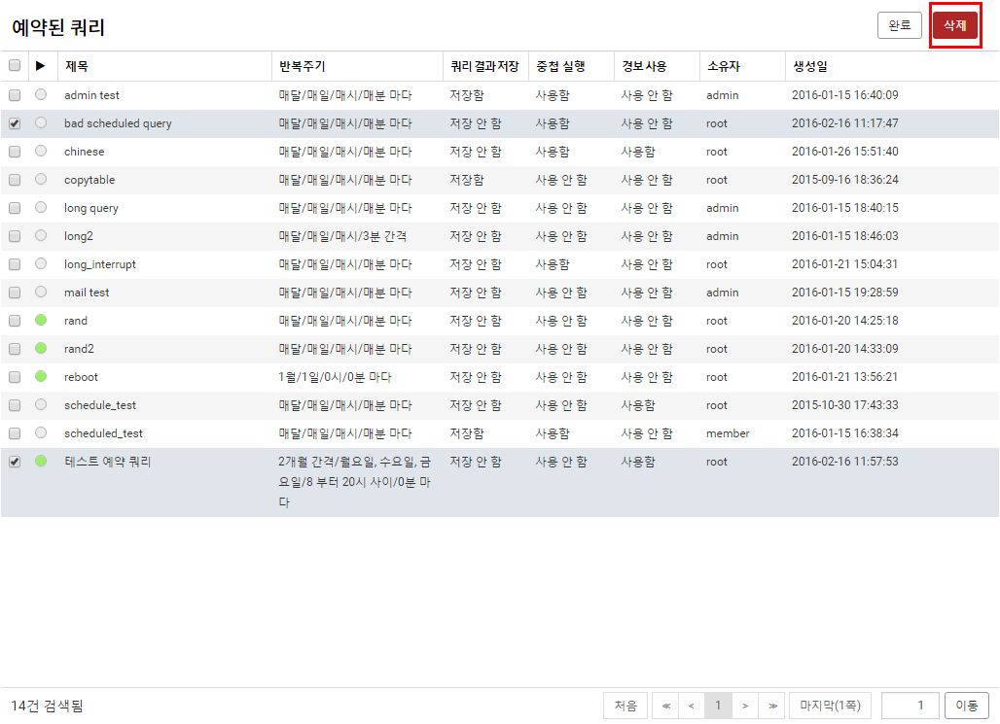 예약된 쿼리
완료 삭제
▶ 제목 반복주기 쿼리결과저장 중첩 실행 경보사용 소유자 생성일
admin test 매달/매일/매시/매분 마다 저장함 사용함 사용 안 함 admin 2016-01-15 16:40:09
bad scheduled query 매달/매일/매시/매분 마다 저장 안 함 사용함 사용 안 함 root 2016-02-16 11:17:47
chinese 매달/매일/매시/매분 마다 저장 안 함 사용함 사용함 root 2016-01-26 15:51:40
copytable 매달/매일/매시/매분 마다 저장함 사용 안 함 사용 안 함 root 2015-09-16 18:36:24
long query 매달/매일/매시/매분 마다 저장 안 함 사용 안 함 사용 안 함 admin 2016-01-15 18:40:15
long2 매달/매일/매시/3분 간격 저장 안 함 사용 안 함 사용 안 함 admin 2016-01-15 18:46:03
long_interrupt 매달/매일/매시/매분 마다 저장 안 함 사용함 사용 안 함 root 2016-01-21 15:04:31
mail test 매달/매일/매시/매분 마다 저장 안 함 사용 안 함 사용 안 함 admin 2016-01-15 19:28:59
rand 매달/매일/매시/매분 마다 저장 안 함 사용 안 함 사용 안 함 root 2016-01-20 14:25:18
rand2 매달/매일/매시/매분 마다 저장 안 함 사용 안 함 사용 안 함 root 2016-01-20 14:33:09
reboot 1월/1일/0시/0분 마다 저장 안 함 사용 안 함 사용 안 함 root 2016-01-21 13:56:21
schedule_test 매달/매일/매시/매분 마다 저장 안 함 사용 안 함 사용함 root 2015-10-30 17:43:33
scheduled_test 매달/매일/매시/매분 마다 저장함 사용함 사용 안 함 member 2016-01-15 16:38:34
테스트 예약 쿼리 2개월 간격/월요일, 수요일, 금 저장 안 함 사용 안 함 사용함 root 2016-02-16 11:57:53
요일/8 부터 20시 사이/0분 마
다
14건 검색됨 처음 ≪ < 1 > ≫ 마지막(1쪽) 1 이동